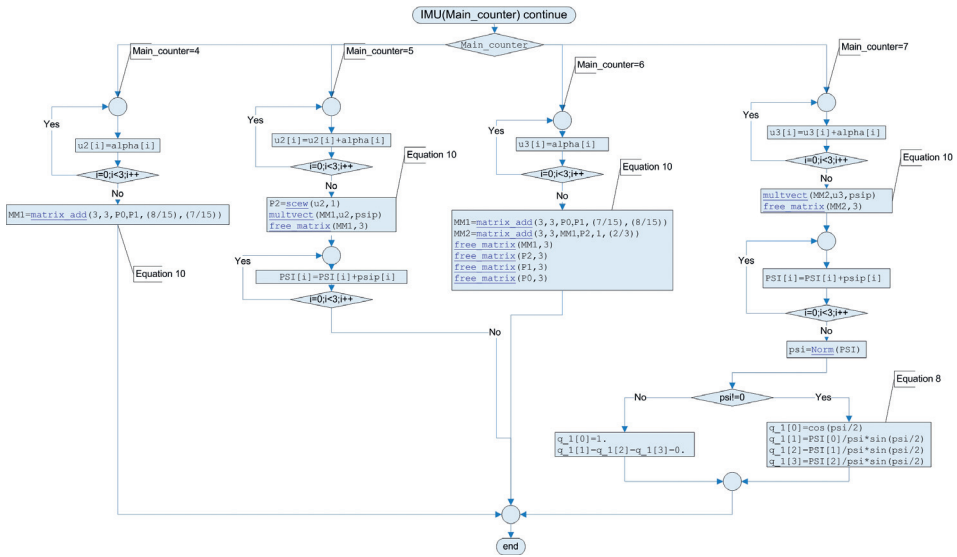 IMU(Main_counter) continue
Main_counter
Main_counter=4
Yes
u2[i]=alpha[i]
i=0;i<3;i++
No
MM1=matrix_add(3,3,P0,P1,(8/15),(7/15))
Equation 10
Main_counter=5
Yes
u2[i]=u2[i]+alpha[i]
i=0;i<3;i++
No
Equation 10
P2=scew(u2,1)
multvect(MM1,u2,psip)
free_matrix(MM1,3)
Yes
PSI[i]=PSI[i]+psip[i]
i=0;i<3;i++
No
Main_counter=6
Yes
u3[i]=alpha[i]
i=0;i<3;i++
No
Equation 10
MM1=matrix_add(3,3,P0,P1,(7/15),(8/15))
MM2=matrix_add(3,3,MM1,P2,1,(2/3))
free_matrix(MM1,3)
free_matrix(P2,3)
free_matrix(P1,3)
free_matrix(P0,3)
Main_counter=7
Yes
u3[i]=u3[i]+alpha[i]
i=0;i<3;i++
No
Equation 10
multvect(MM2,u3,psip)
free_matrix(MM2,3)
Yes
PSI[i]=PSI[i]+psip[i]
i=0;i<3;i++
No
psi=Norm(PSI)
psi!=0
No
Yes
Equation 8
q_1[0]=1.
q_1[1]=q_1[2]=q_1[3]=0.
q_1[0]=cos(psi/2)
q_1[1]=PSI[0]/psi*sin(psi/2)
q_1[2]=PSI[1]/psi*sin(psi/2)
q_1[3]=PSI[2]/psi*sin(psi/2)
end